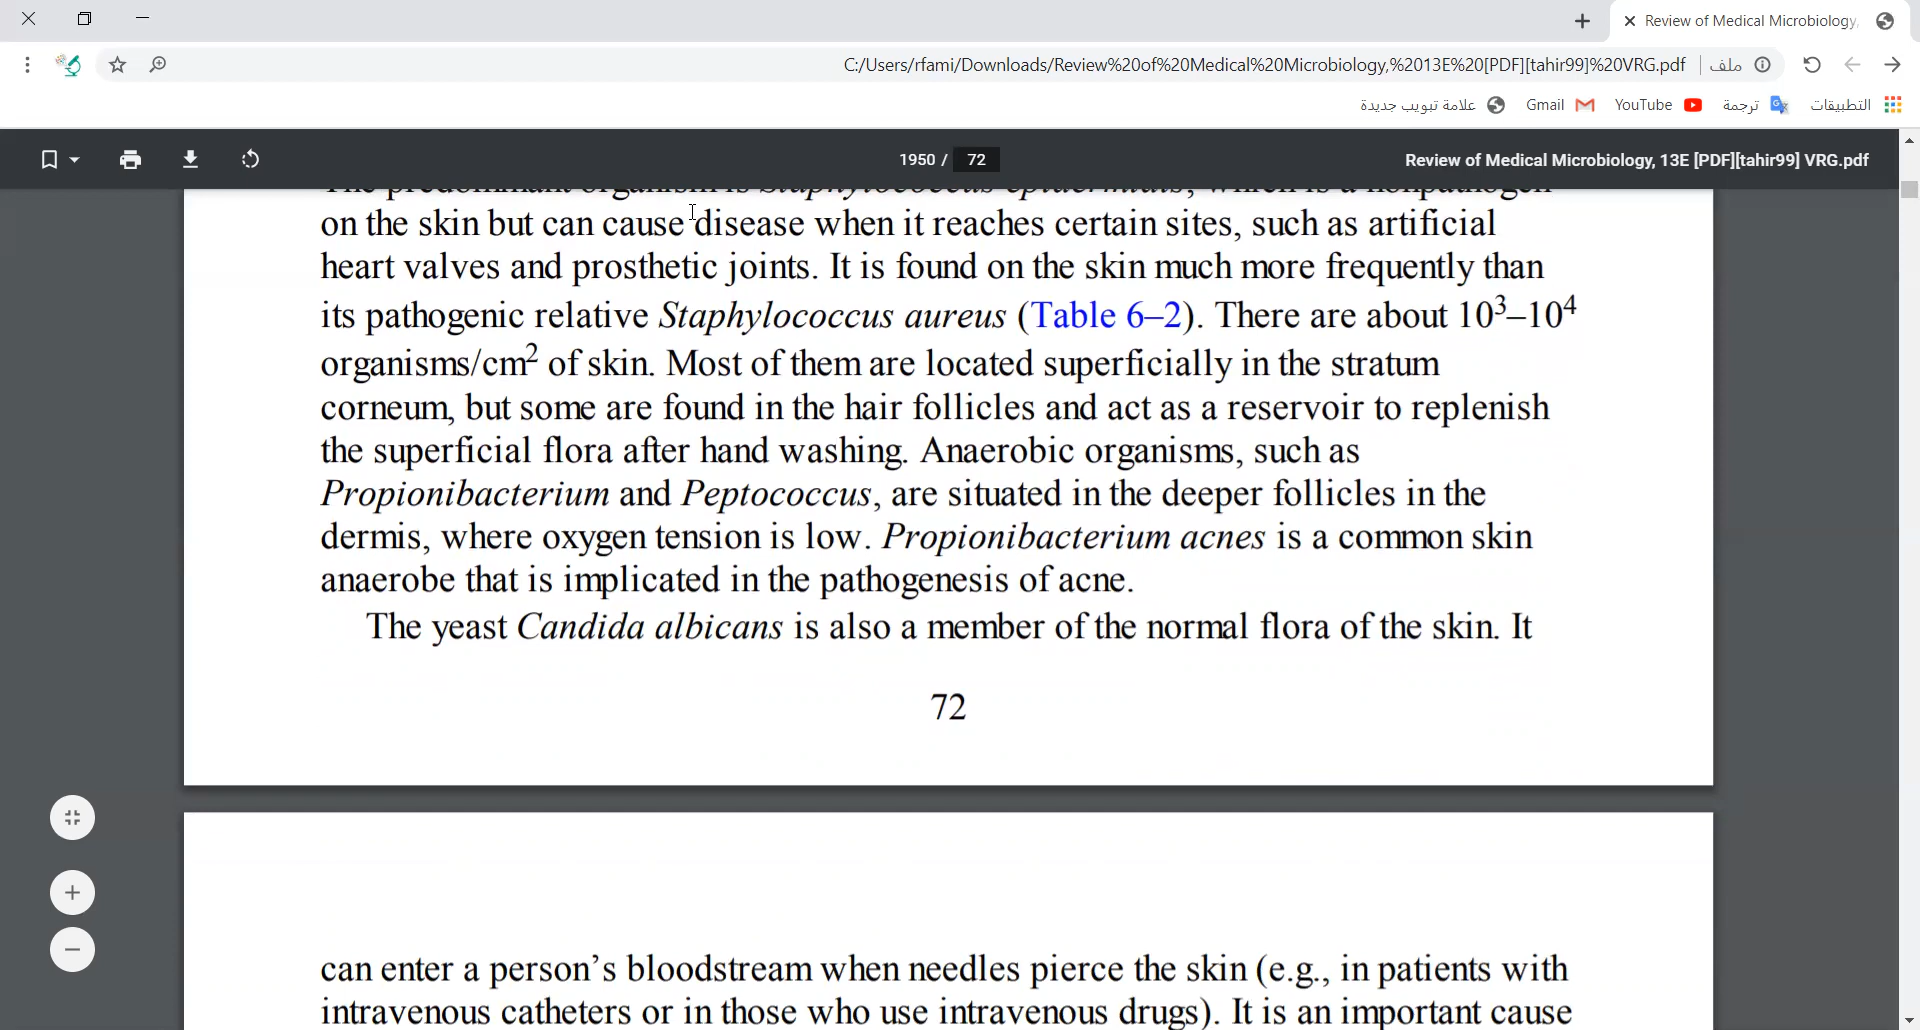 Review of Medical Microbiology,
C:/Users/rfami/Downloads/Review%20of%20Medical%20Microbiology,%2013E%20[PDF][tahir99]%20VRG.pdf | ملف
التطبيقات ترجمة YouTube Gmail علامة تبويب جديدة
1950 / 72
Review of Medical Microbiology, 13E [PDF][tahir99] VRG.pdf
The predominant organism is Staphylococcus epidermidis, which is a nonpathogen
on the skin but can cause disease when it reaches certain sites, such as artificial
heart valves and prosthetic joints. It is found on the skin much more frequently than
its pathogenic relative Staphylococcus aureus (Table 6–2). There are about 10³–10⁴
organisms/cm² of skin. Most of them are located superficially in the stratum
corneum, but some are found in the hair follicles and act as a reservoir to replenish
the superficial flora after hand washing. Anaerobic organisms, such as
Propionibacterium and Peptococcus, are situated in the deeper follicles in the
dermis, where oxygen tension is low. Propionibacterium acnes is a common skin
anaerobe that is implicated in the pathogenesis of acne.
The yeast Candida albicans is also a member of the normal flora of the skin. It
72
can enter a person’s bloodstream when needles pierce the skin (e.g., in patients with
intravenous catheters or in those who use intravenous drugs). It is an important cause